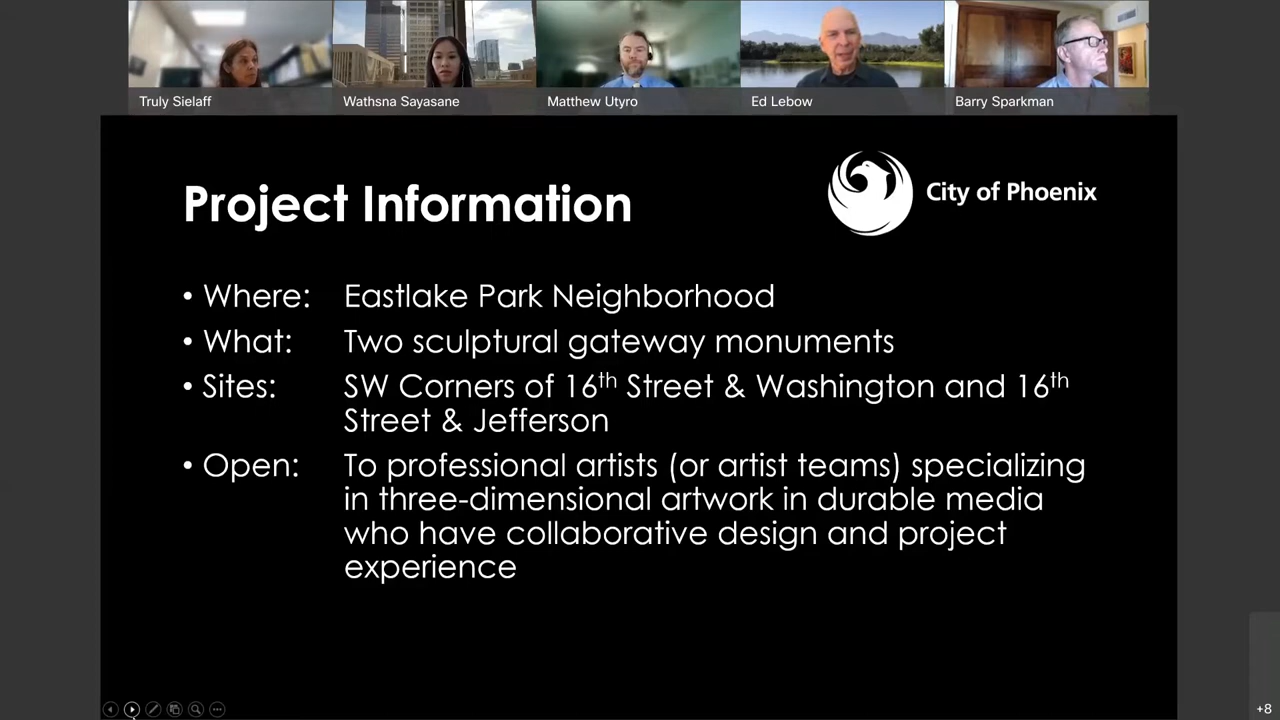 Truly Sielaff
Wathsna Sayasane
Matthew Utyro
Ed Lebow
Barry Sparkman
Project Information
City of Phoenix
• Where: Eastlake Park Neighborhood
• What: Two sculptural gateway monuments
• Sites: SW Corners of 16th Street & Washington and 16th
Street & Jefferson
• Open: To professional artists (or artist teams) specializing
in three-dimensional artwork in durable media
who have collaborative design and project
experience
+8